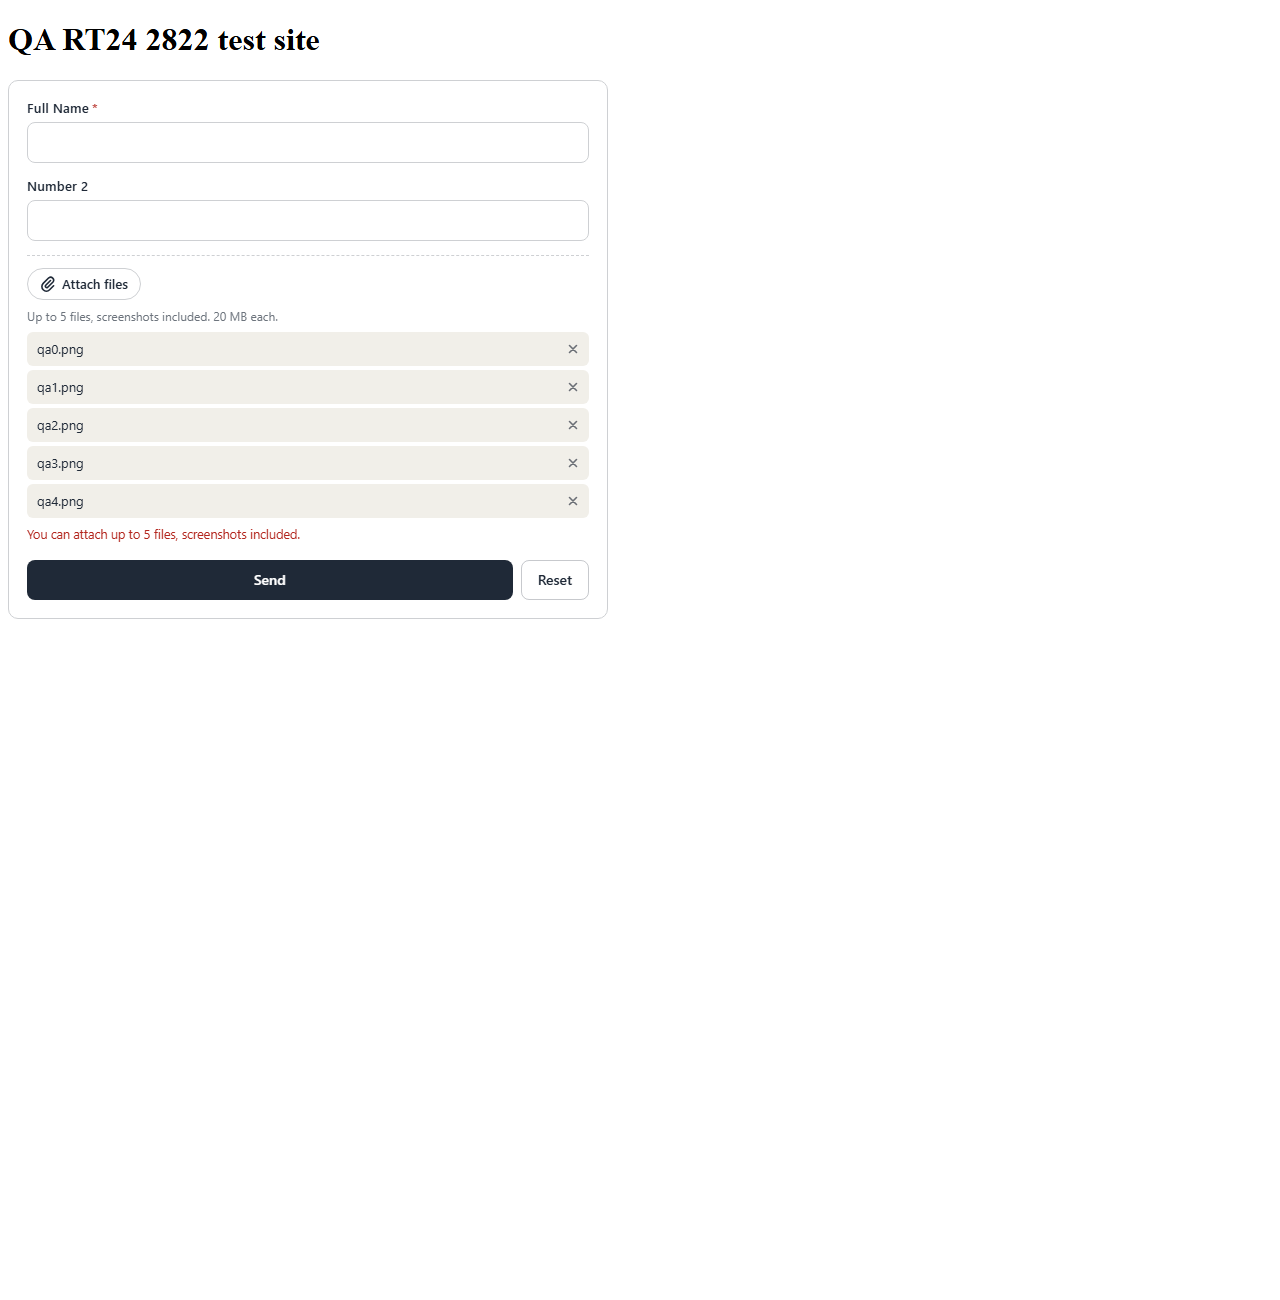 QA RT24 2822 test site
Full Name *
Number 2
Attach files
Up to 5 files, screenshots included. 20 MB each.
qa0.png
qa1.png
qa2.png
qa3.png
qa4.png
You can attach up to 5 files, screenshots included.
Send
Reset